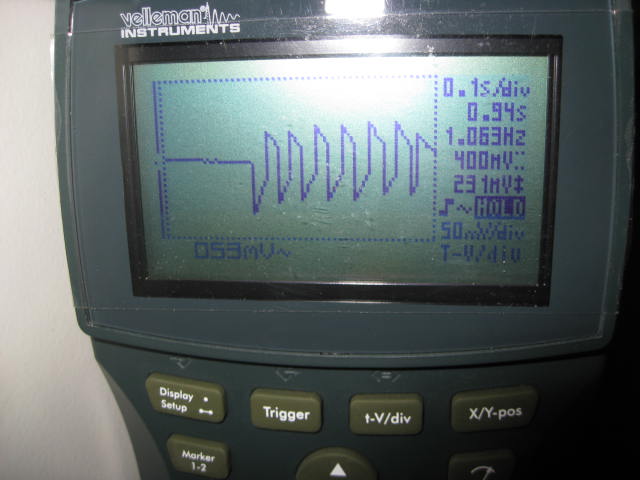 velleman
INSTRUMENTS
0.1s/div
0.94s
1.063Hz
400mV
231mV
HOLD
50mV/div
T-V/div
053mV~
Display
Setup
Trigger
t-V/div
X/Y-pos
Marker
1-2